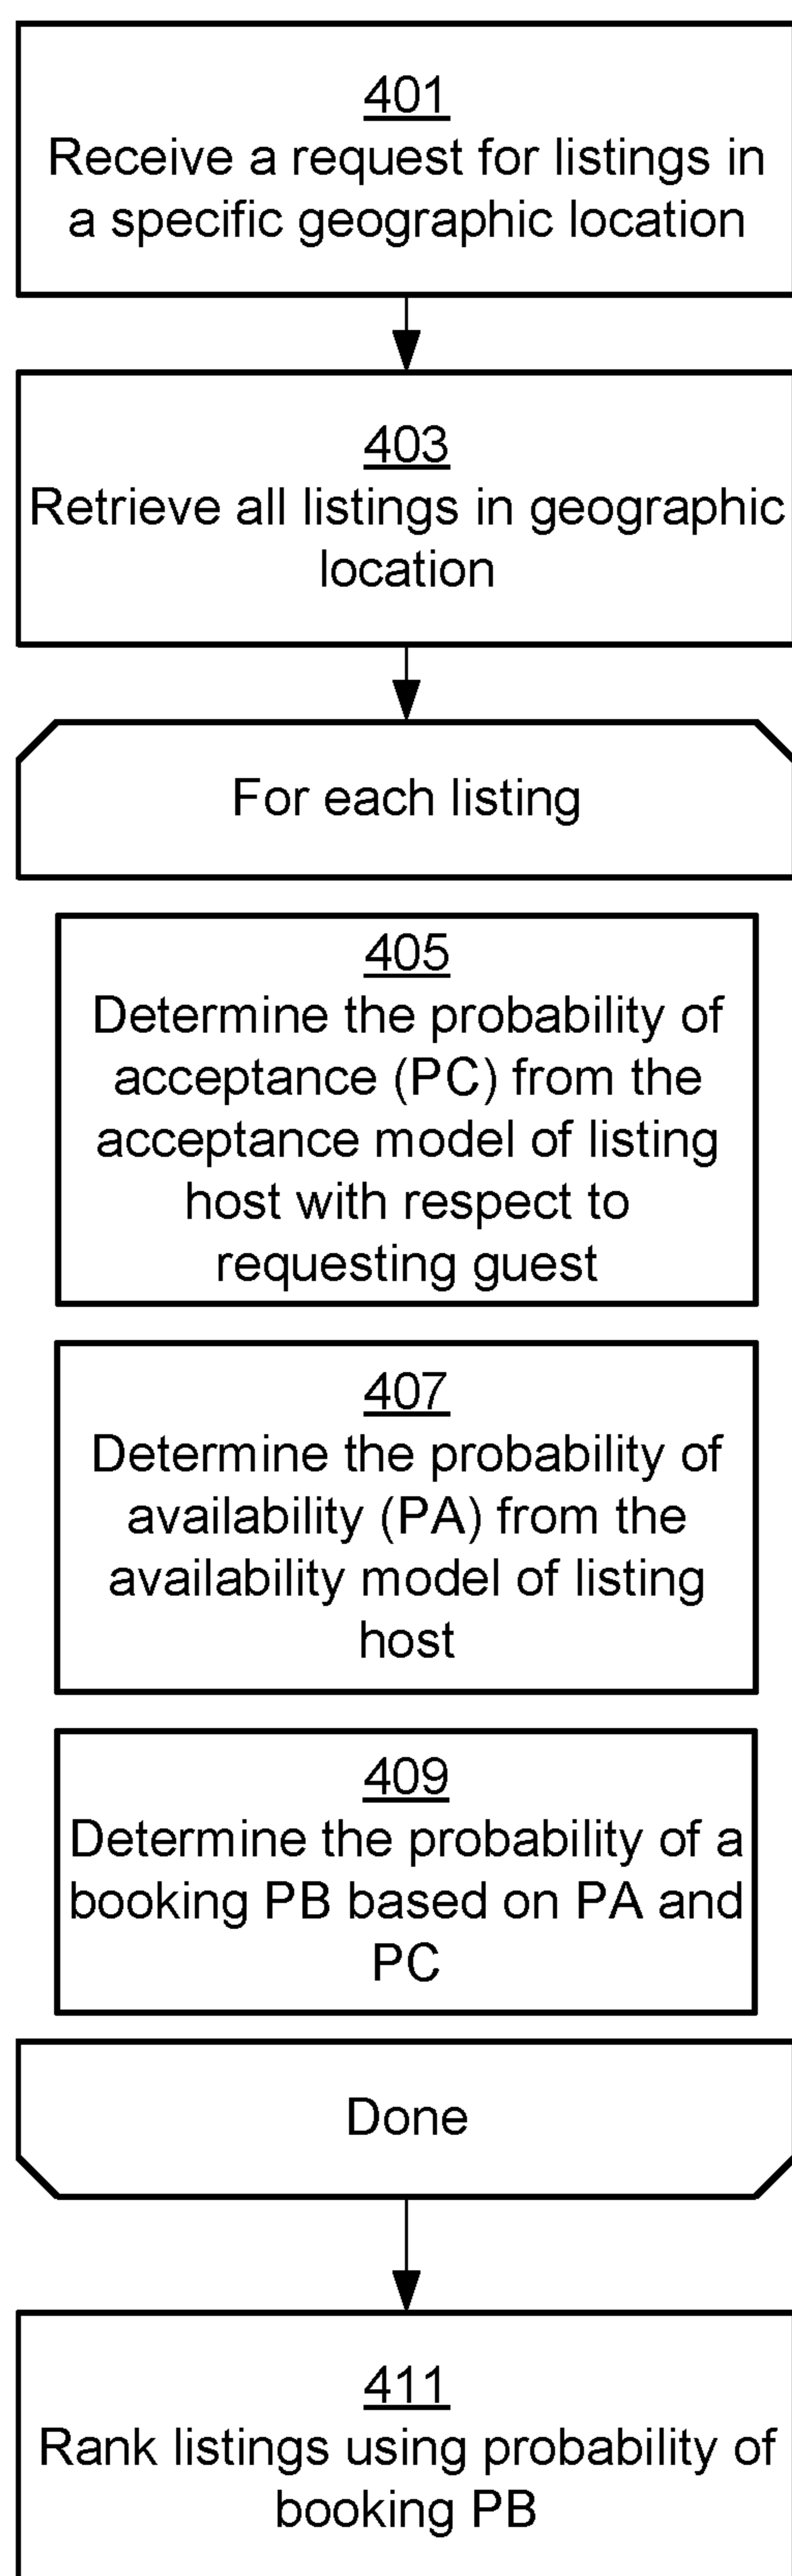 401
Receive a request for listings in
a specific geographic location
403
Retrieve all listings in geographic
location
For each listing
405
Determine the probability of
acceptance (PC) from the
acceptance model of listing
host with respect to
requesting guest
407
Determine the probability of
availability (PA) from the
availability model of listing
host
409
Determine the probability of a
booking PB based on PA and
PC
Done
411
Rank listings using probability of
booking PB